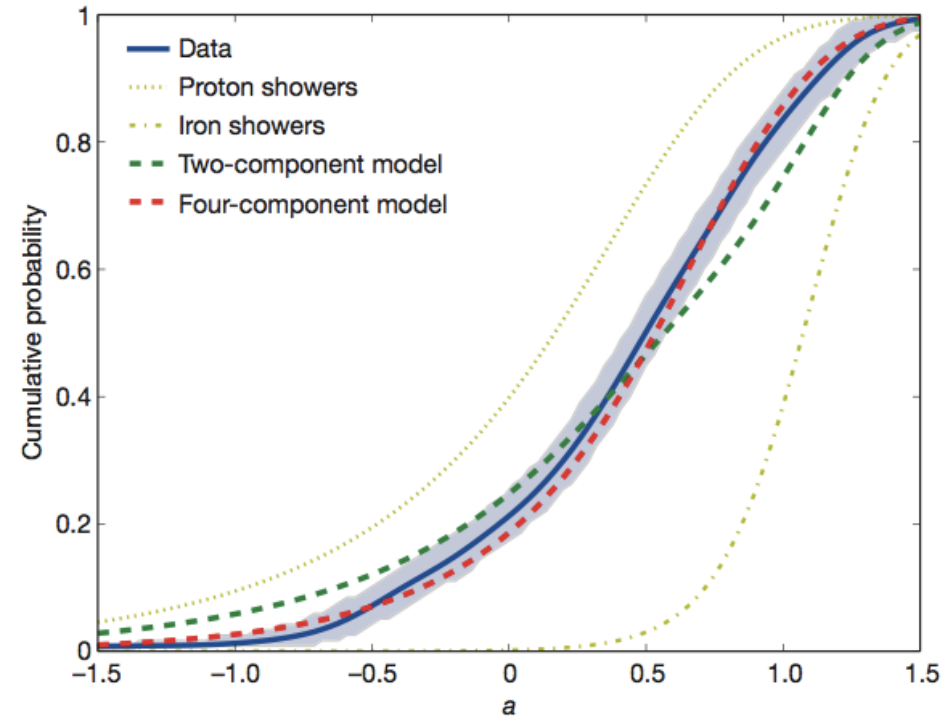 1
Data
Proton showers
Iron showers
0.8
Two-component model
Four-component model
Cumulative probability
0.6
0.4
0.2
0
−1.5
−1.0
−0.5
0
0.5
1.0
1.5
a